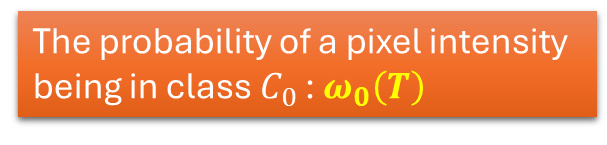 The probability of a pixel intensity
being in class C₀ : ω₀(T)